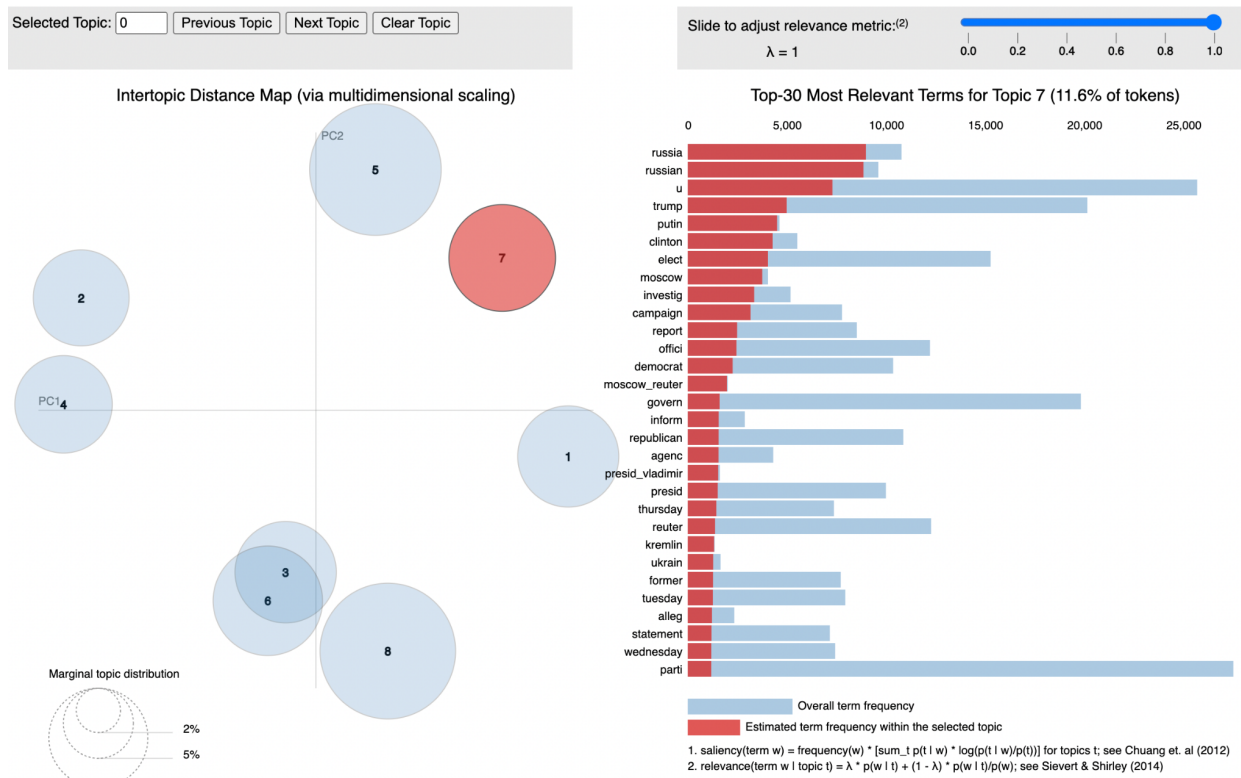 Selected Topic: 0 Previous Topic Next Topic Clear Topic
Slide to adjust relevance metric:(2)
λ = 1
0.0 0.2 0.4 0.6 0.8 1.0
Intertopic Distance Map (via multidimensional scaling)
PC2
5
7
2
PC1
4
1
3
6
8
Marginal topic distribution
2%
5%
Top-30 Most Relevant Terms for Topic 7 (11.6% of tokens)
0 5,000 10,000 15,000 20,000 25,000
russia
russian
u
trump
putin
clinton
elect
moscow
investig
campaign
report
offici
democrat
moscow_reuter
govern
inform
republican
agenc
presid_vladimir
presid
thursday
reuter
kremlin
ukrain
former
tuesday
alleg
statement
wednesday
parti
Overall term frequency
Estimated term frequency within the selected topic
1. saliency(term w) = frequency(w) * [sum_t p(t | w) * log(p(t | w)/p(t))] for topics t; see Chuang et. al (2012)
2. relevance(term w | topic t) = λ * p(w | t) + (1 - λ) * p(w | t)/p(w); see Sievert & Shirley (2014)